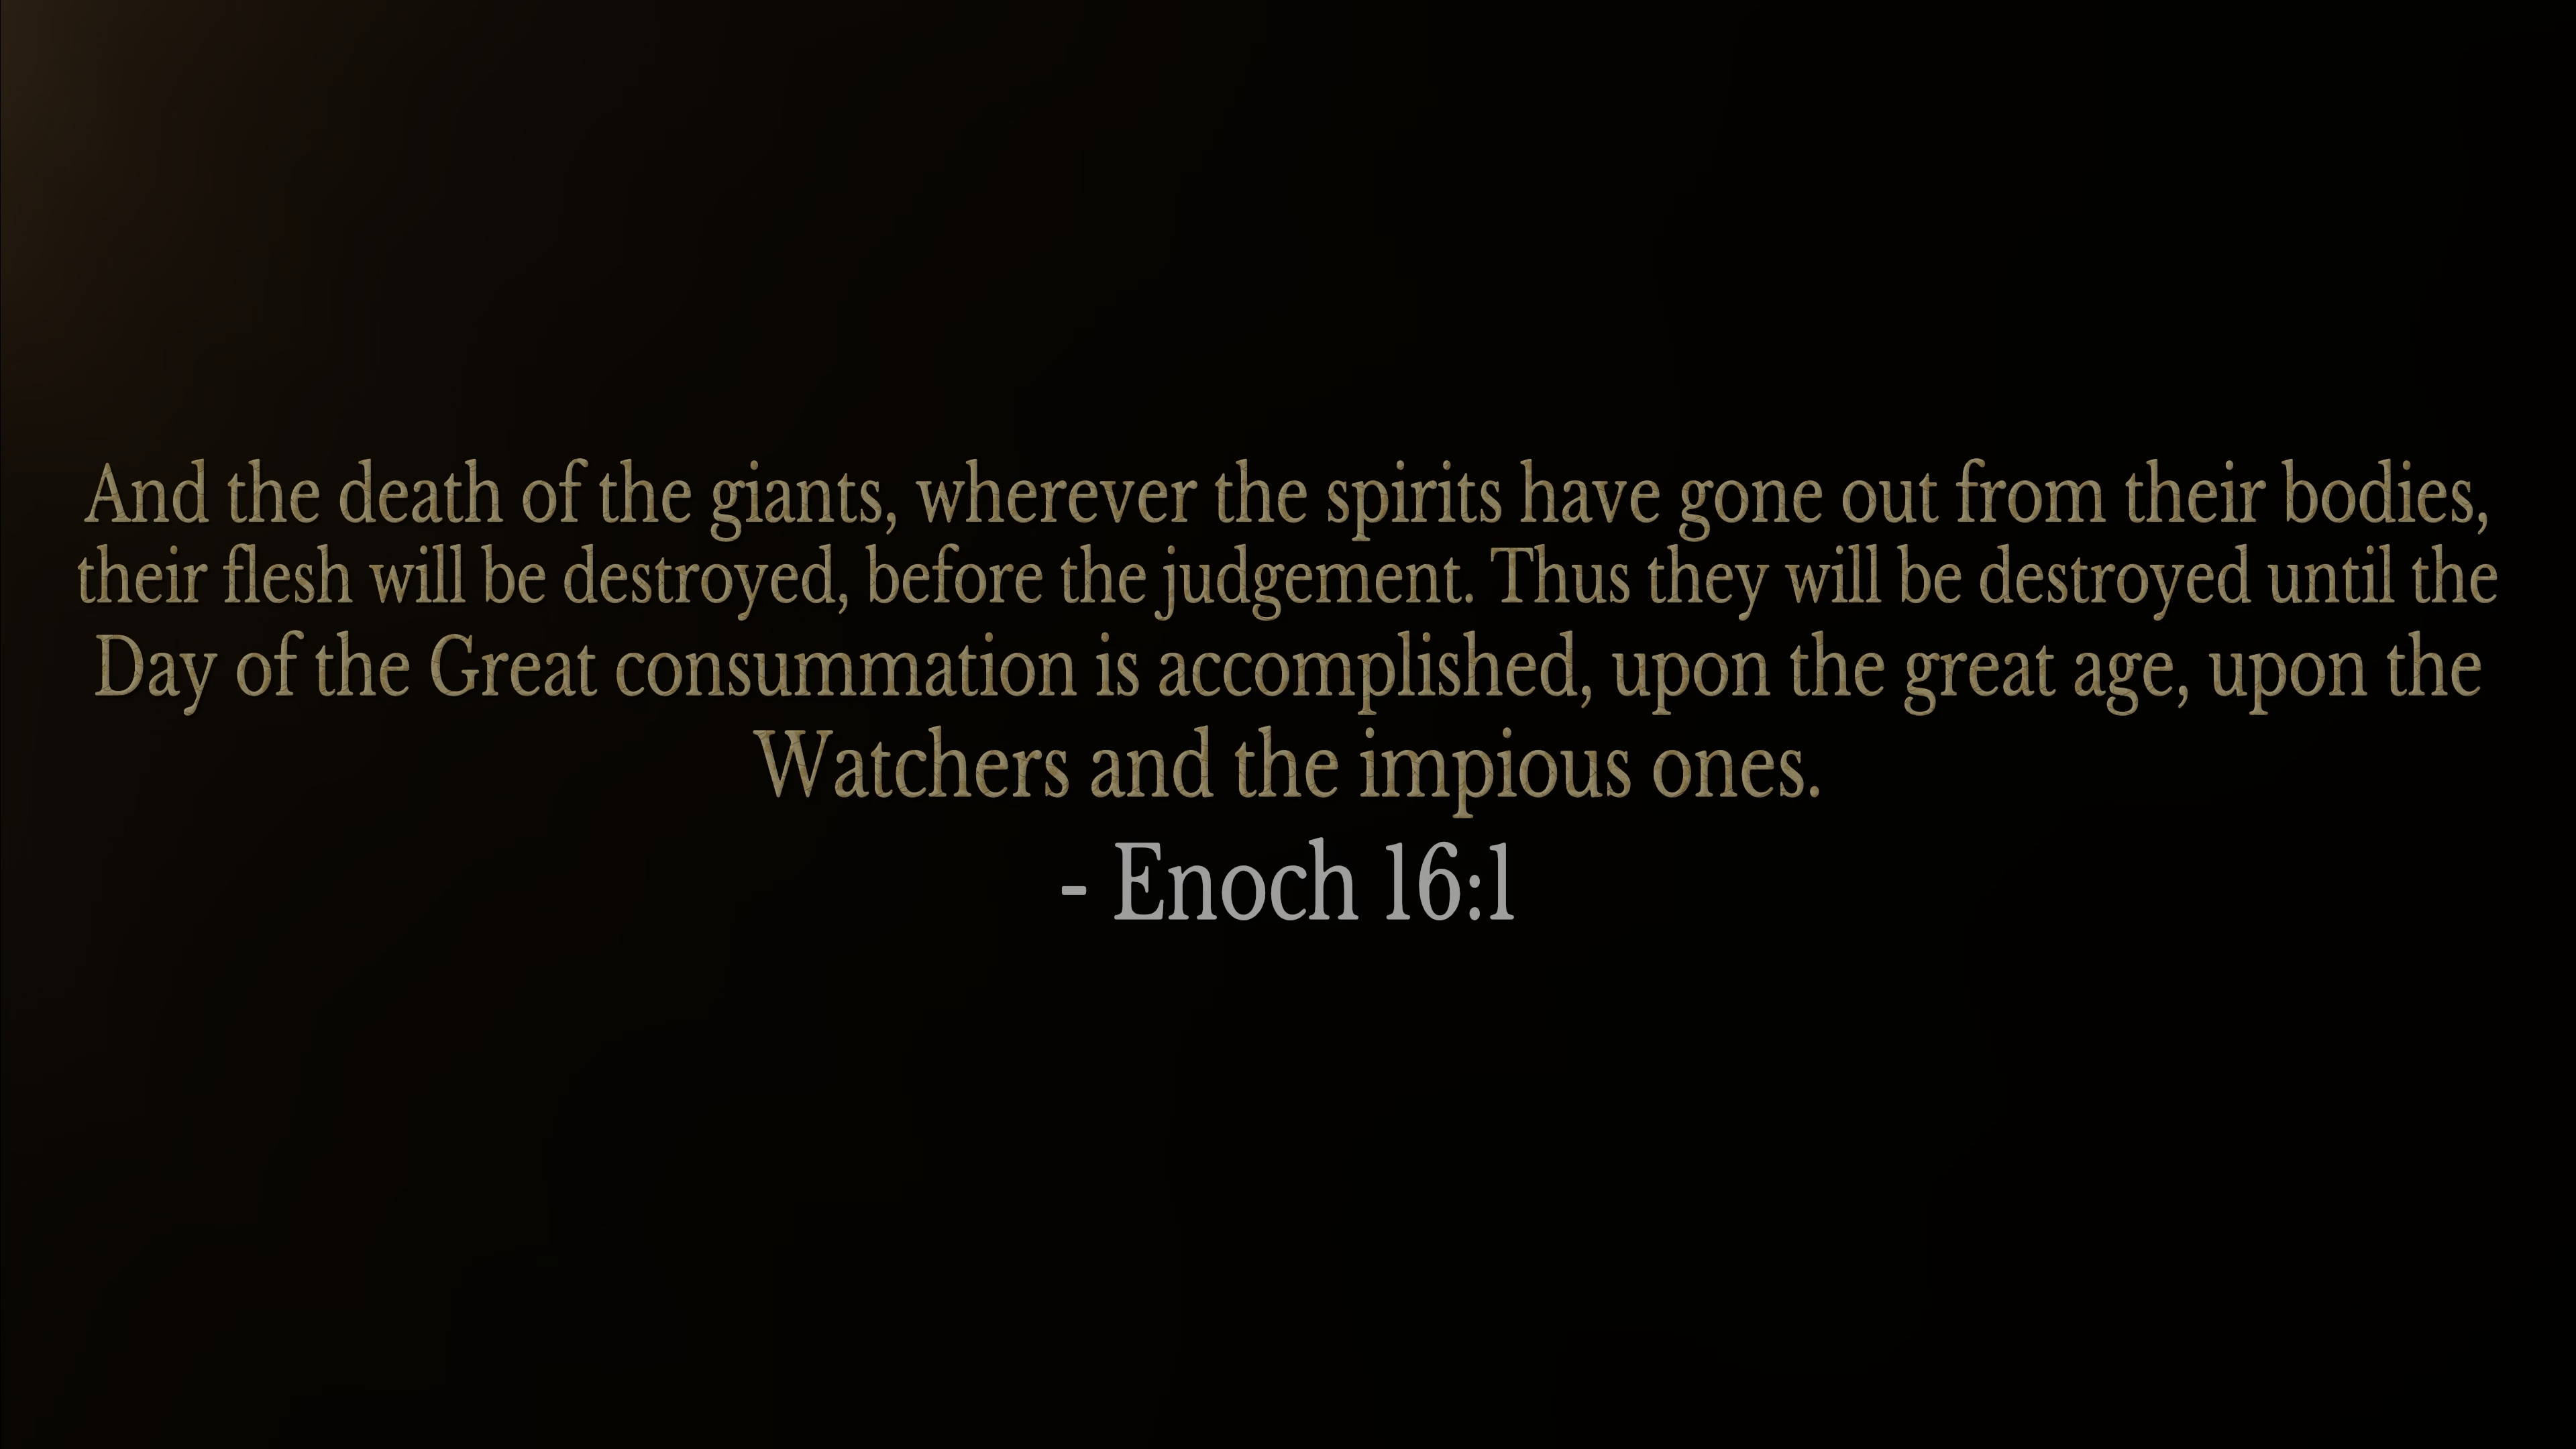 And the death of the giants, wherever the spirits have gone out from their bodies,
their flesh will be destroyed, before the judgement. Thus they will be destroyed until the
Day of the Great consummation is accomplished, upon the great age, upon the
Watchers and the impious ones.
- Enoch 16:1